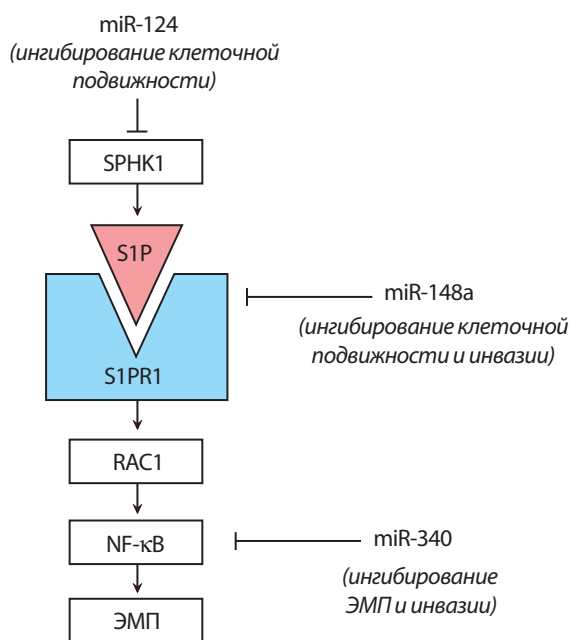 miR-124
(ингибирование клеточной
подвижности)
SPHK1
S1P
miR-148a
(ингибирование клеточной
подвижности и инвазии)
S1PR1
RAC1
NF-κB
miR-340
(ингибирование
ЭМП и инвазии)
ЭМП